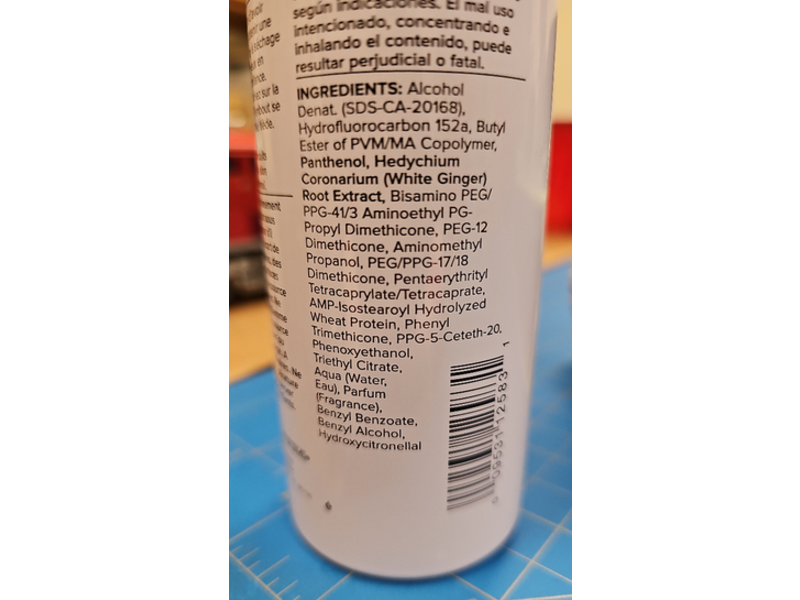 según indicaciones. El mal uso
intencionado, concentrando e
inhalando el contenido, puede
resultar perjudicial o fatal.
INGREDIENTS: Alcohol
Denat. (SDS-CA-20168),
Hydrofluorocarbon 152a, Butyl
Ester of PVM/MA Copolymer,
Panthenol, Hedychium
Coronarium (White Ginger)
Root Extract, Bisamino PEG/
PPG-41/3 Aminoethyl PG-
Propyl Dimethicone, PEG-12
Dimethicone, Aminomethyl
Propanol, PEG/PPG-17/18
Dimethicone, Pentaerythrityl
Tetracaprylate/Tetracaprate,
AMP-Isostearoyl Hydrolyzed
Wheat Protein, Phenyl
Trimethicone, PPG-5-Ceteth-20,
Phenoxyethanol,
Triethyl Citrate,
Aqua (Water,
Eau), Parfum
(Fragrance),
Benzyl Benzoate,
Benzyl Alcohol,
Hydroxycitronellal
0 09531 12583 1